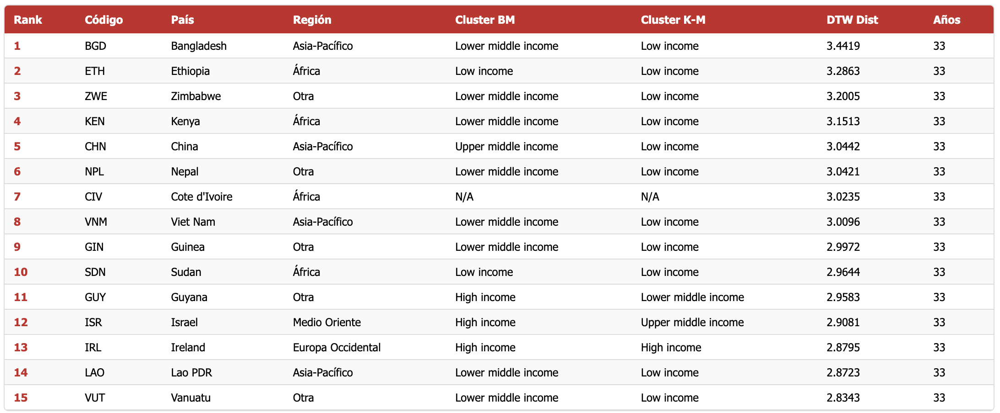 Rank Código País Región Cluster BM Cluster K-M DTW Dist Años
1 BGD Bangladesh Asia-Pacífico Lower middle income Low income 3.4419 33
2 ETH Ethiopia África Low income Low income 3.2863 33
3 ZWE Zimbabwe Otra Lower middle income Low income 3.2005 33
4 KEN Kenya África Lower middle income Low income 3.1513 33
5 CHN China Asia-Pacífico Upper middle income Low income 3.0442 33
6 NPL Nepal Otra Lower middle income Low income 3.0421 33
7 CIV Cote d'Ivoire África N/A N/A 3.0235 33
8 VNM Viet Nam Asia-Pacífico Lower middle income Low income 3.0096 33
9 GIN Guinea Otra Lower middle income Low income 2.9972 33
10 SDN Sudan África Low income Low income 2.9644 33
11 GUY Guyana Otra High income Lower middle income 2.9583 33
12 ISR Israel Medio Oriente High income Upper middle income 2.9081 33
13 IRL Ireland Europa Occidental High income High income 2.8795 33
14 LAO Lao PDR Asia-Pacífico Lower middle income Low income 2.8723 33
15 VUT Vanuatu Otra Lower middle income Low income 2.8343 33